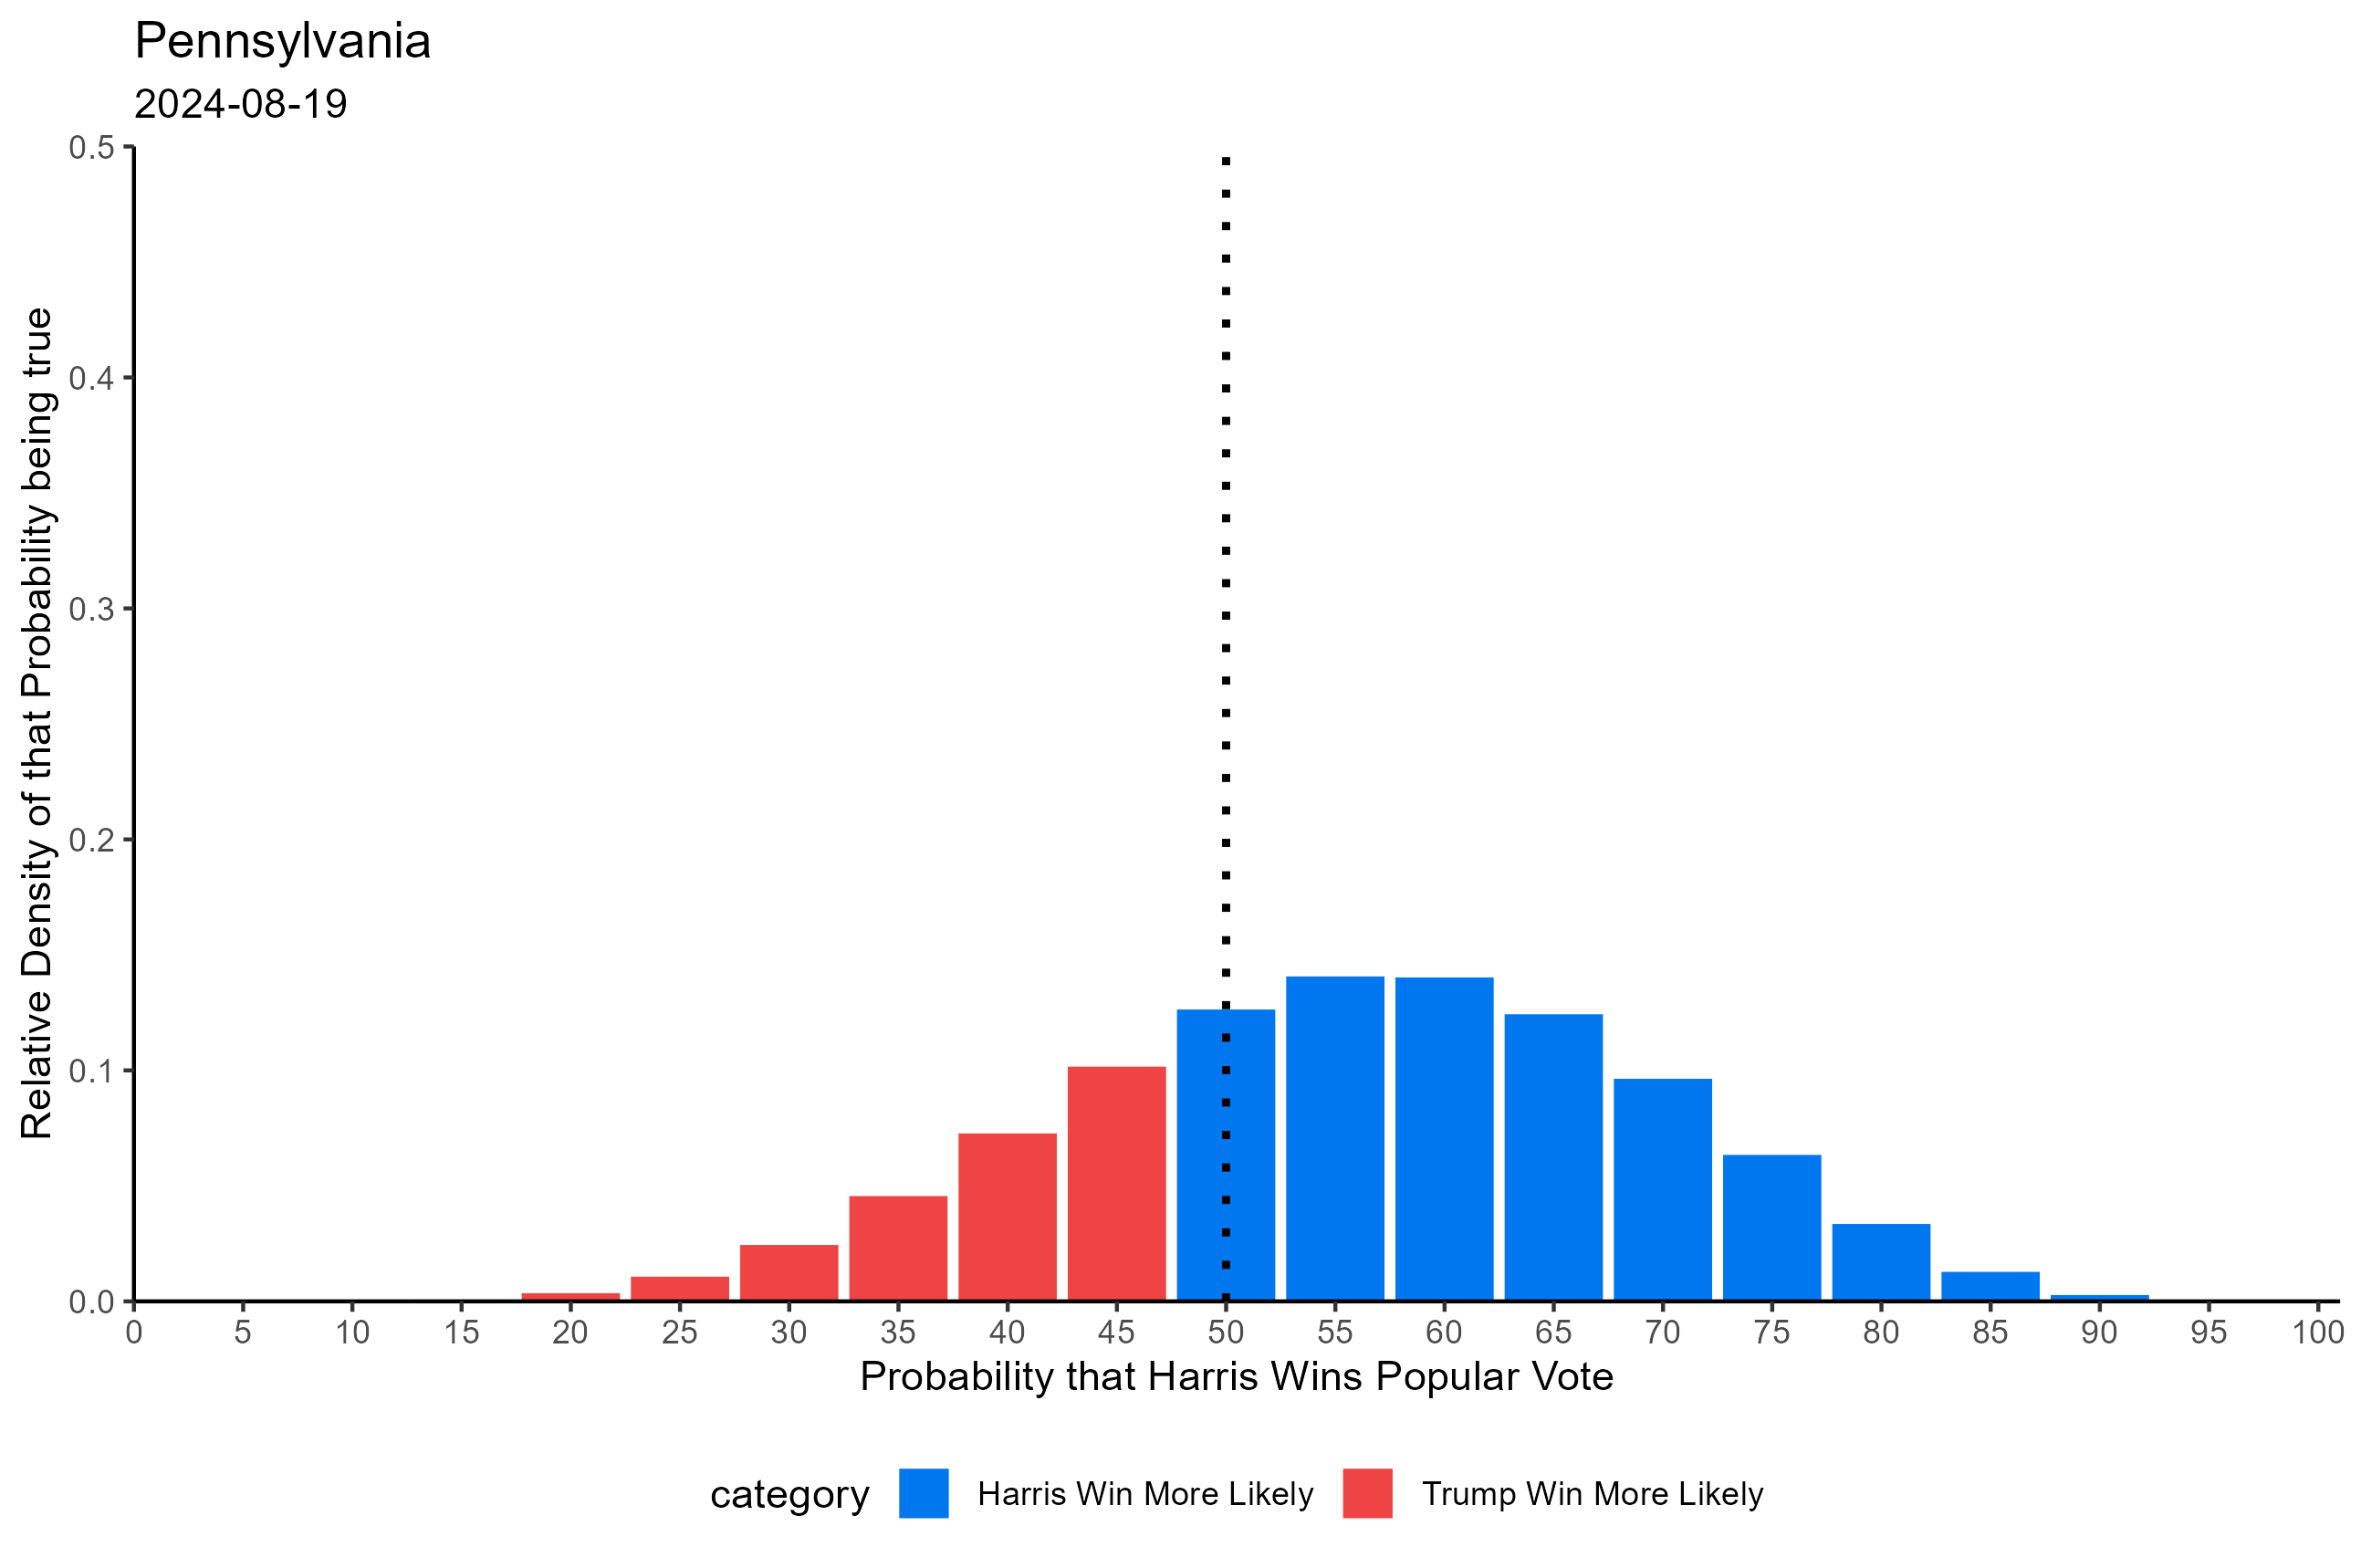 Pennsylvania
2024-08-19
Relative Density of that Probability being true
0.5
0.4
0.3
0.2
0.1
0.0
0 5 10 15 20 25 30 35 40 45 50 55 60 65 70 75 80 85 90 95 100
Probability that Harris Wins Popular Vote
category Harris Win More Likely Trump Win More Likely